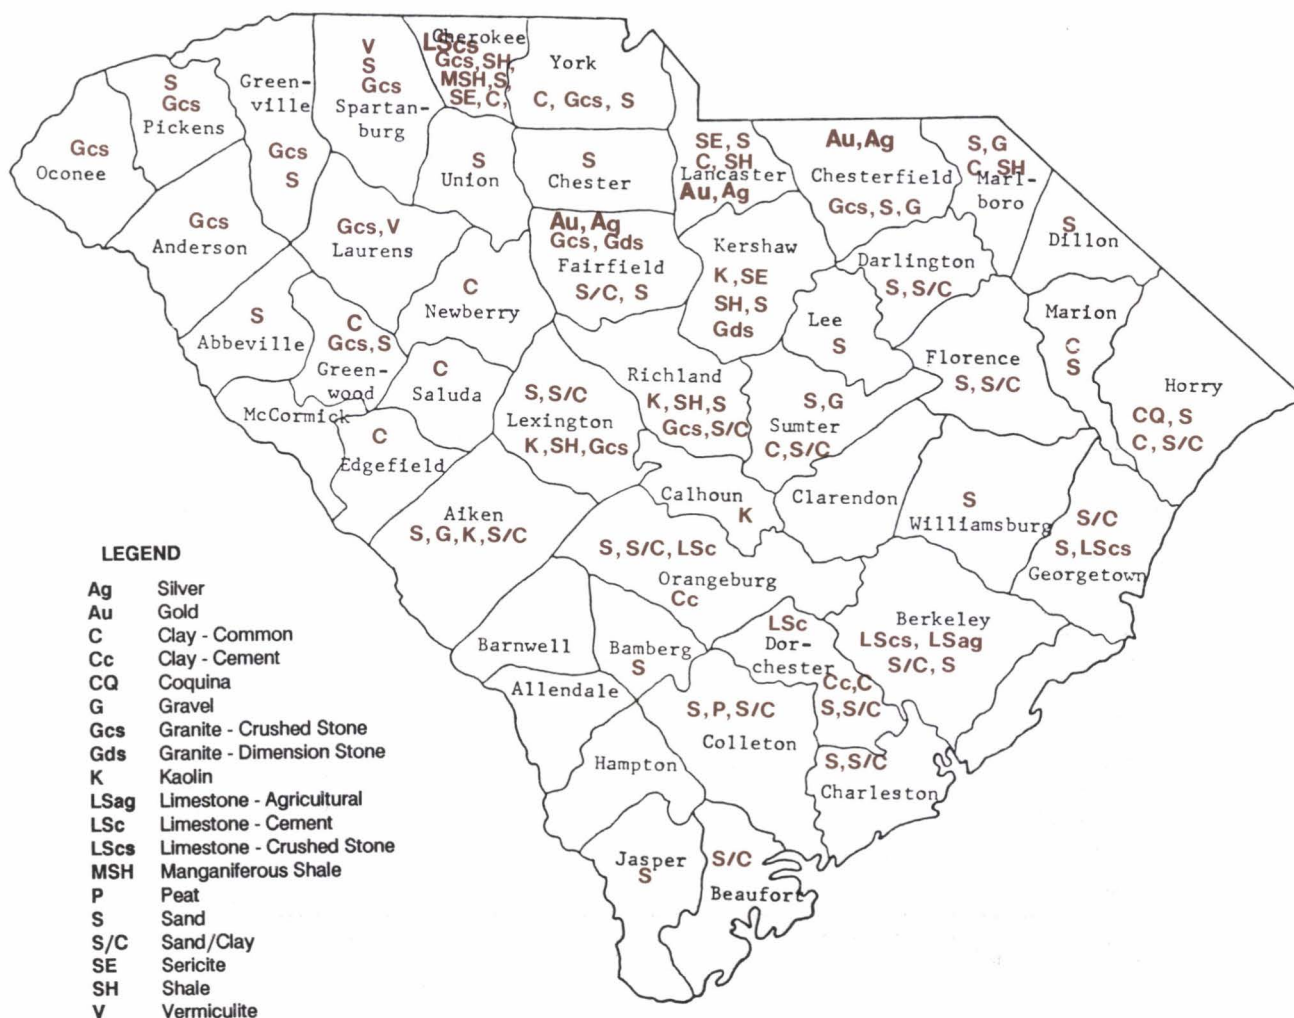 Oconee
Gcs
Pickens
S
Gcs
Green-
ville
Gcs
S
V
S
Gcs
Spartan-
burg
Cherokee
LScs
Gcs, SH,
MSH, S,
SE, C,
York
C, Gcs, S
Anderson
Gcs
Laurens
Gcs, V
Union
S
Chester
S
SE, S
C, SH
Lancaster
Au, Ag
Au, Ag
Chesterfield
Gcs, S, G
S, G
C, SH
Marl-
boro
S
Dillon
Au, Ag
Gcs, Gds
Fairfield
S/C, S
Kershaw
K, SE
SH, S
Gds
Darlington
S, S/C
Lee
S
Marion
C
S
Florence
S, S/C
Horry
CQ, S
C, S/C
S
Abbeville
C
Gcs, S
Green-
wood
C
Newberry
C
Saluda
McCormick
C
Edgefield
S, S/C
Lexington
K, SH, Gcs
Richland
K, SH, S
Gcs, S/C
S, G
Sumter
C, S/C
Calhoun
K
Clarendon
S
Williamsburg
S/C
S, LScs
Georgetown
Aiken
S, G, K, S/C
S, S/C, LSc
Orangeburg
Cc
Barnwell
Bamberg
S
Allendale
LSc
Dor-
chester
Cc, C
S, S/C
Berkeley
LScs, LSag
S/C, S
S, P, S/C
Colleton
Hampton
S, S/C
Charleston
Jasper
S
S/C
Beaufort
LEGEND
Ag Silver
Au Gold
C Clay - Common
Cc Clay - Cement
CQ Coquina
G Gravel
Gcs Granite - Crushed Stone
Gds Granite - Dimension Stone
K Kaolin
LSag Limestone - Agricultural
LSc Limestone - Cement
LScs Limestone - Crushed Stone
MSH Manganiferous Shale
P Peat
S Sand
S/C Sand/Clay
SE Sericite
SH Shale
V Vermiculite